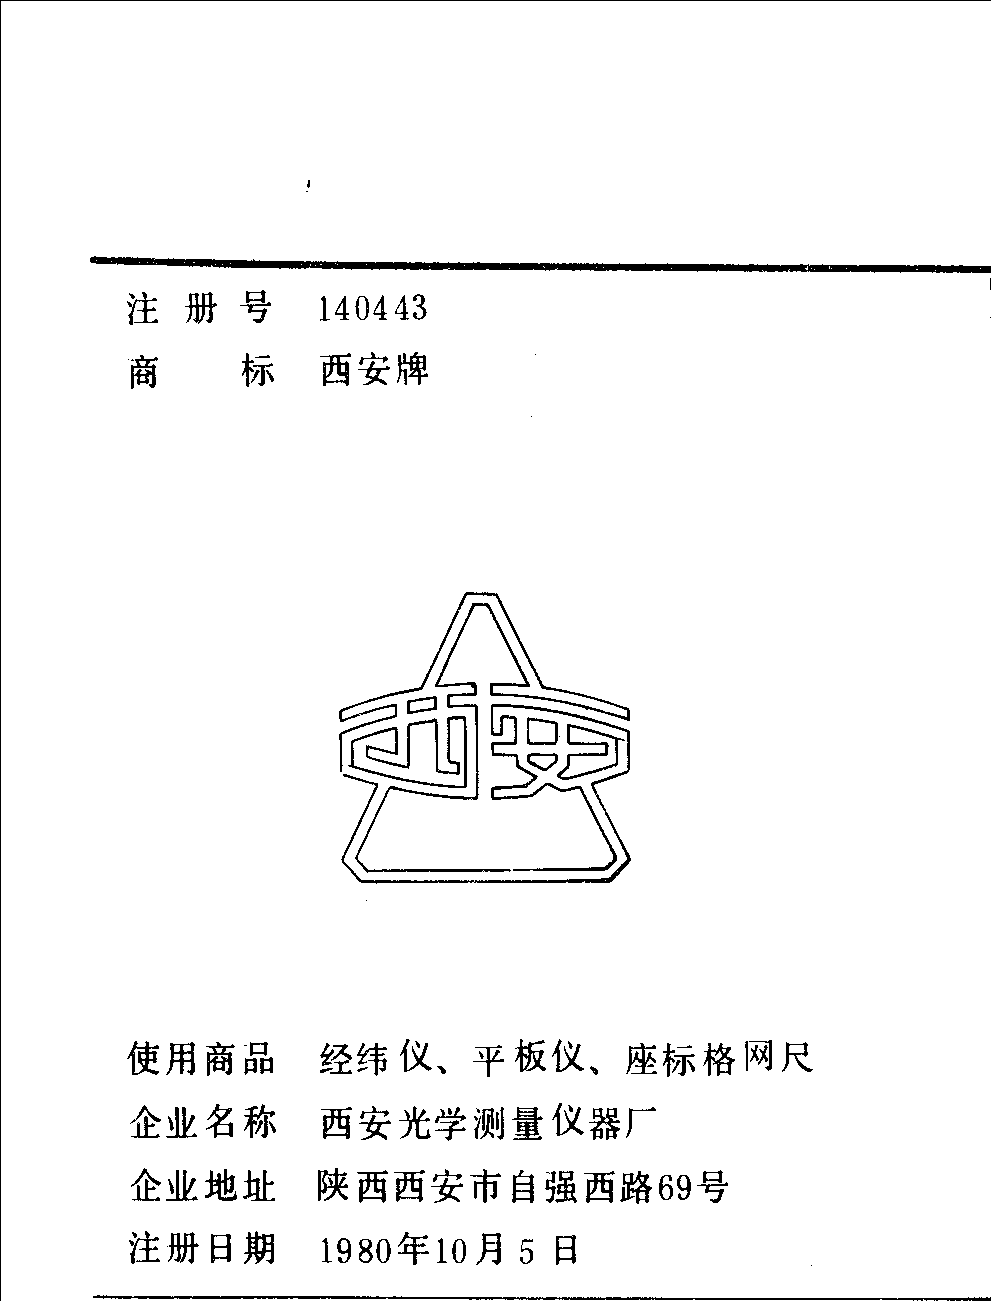 注册号 140443
商标 西安牌
西安
使用商品 经纬仪、平板仪、座标格网尺
企业名称 西安光学测量仪器厂
企业地址 陕西西安市自强西路69号
注册日期 1980年10月5日